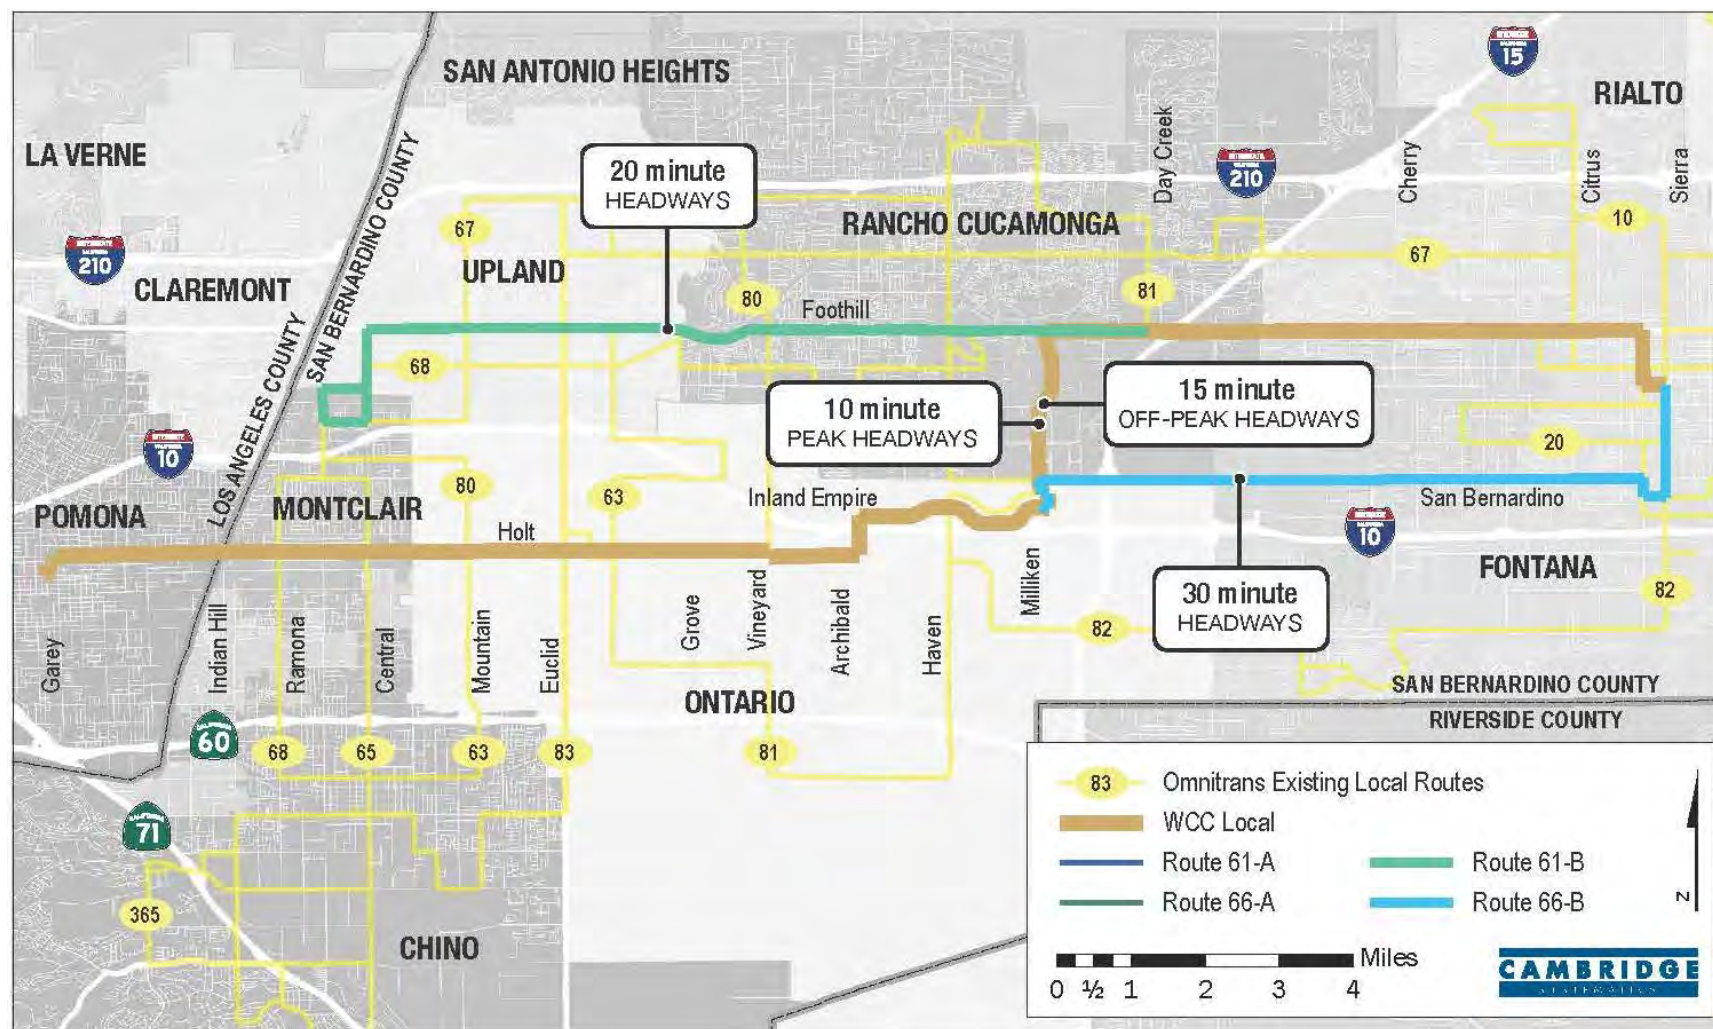 SAN ANTONIO HEIGHTS
INTERSTATE
CALIFORNIA
15
RIALTO
LA VERNE
SAN BERNARDINO COUNTY
LOS ANGELES COUNTY
20 minute
HEADWAYS
Day Creek
210
Cherry
Citrus
Sierra
10
67
RANCHO CUCAMONGA
67
210
UPLAND
CLAREMONT
80
81
Foothill
68
10 minute
PEAK HEADWAYS
15 minute
OFF-PEAK HEADWAYS
20
10
80
63
Inland Empire
San Bernardino
MONTCLAIR
POMONA
Holt
10
FONTANA
30 minute
HEADWAYS
82
82
Garey
Indian Hill
Ramona
Central
Mountain
Euclid
Grove
Vineyard
Archibald
Haven
Milliken
ONTARIO
SAN BERNARDINO COUNTY
RIVERSIDE COUNTY
CALIFORNIA
60
68
65
63
83
81
CALIFORNIA
71
365
CHINO
83 Omnitrans Existing Local Routes
WCC Local
Route 61-A Route 61-B
Route 66-A Route 66-B
N
Miles
0 ½ 1 2 3 4
CAMBRIDGE
SYSTEMATICS